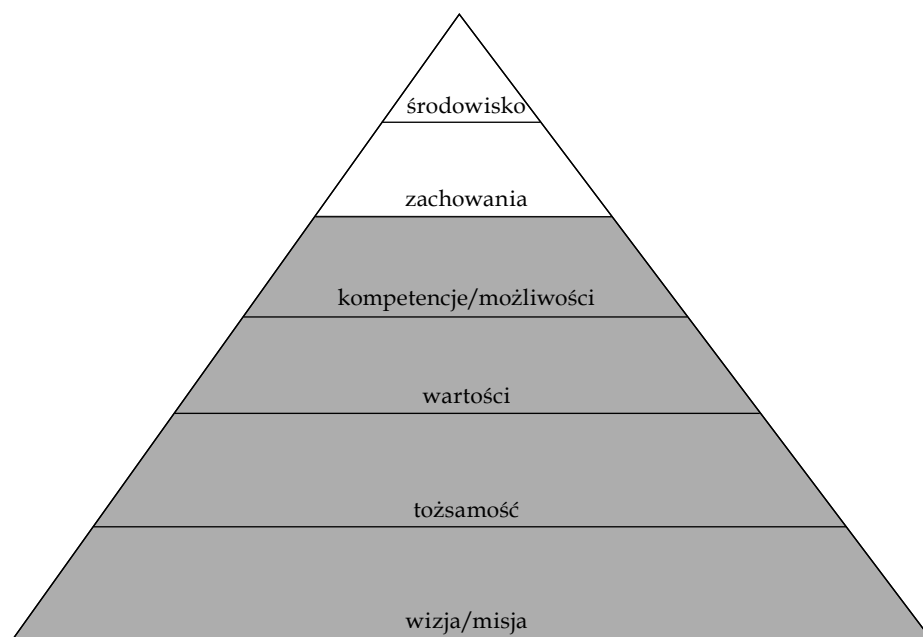 środowisko
zachowania
kompetencje/możliwości
wartości
tożsamość
wizja/misja